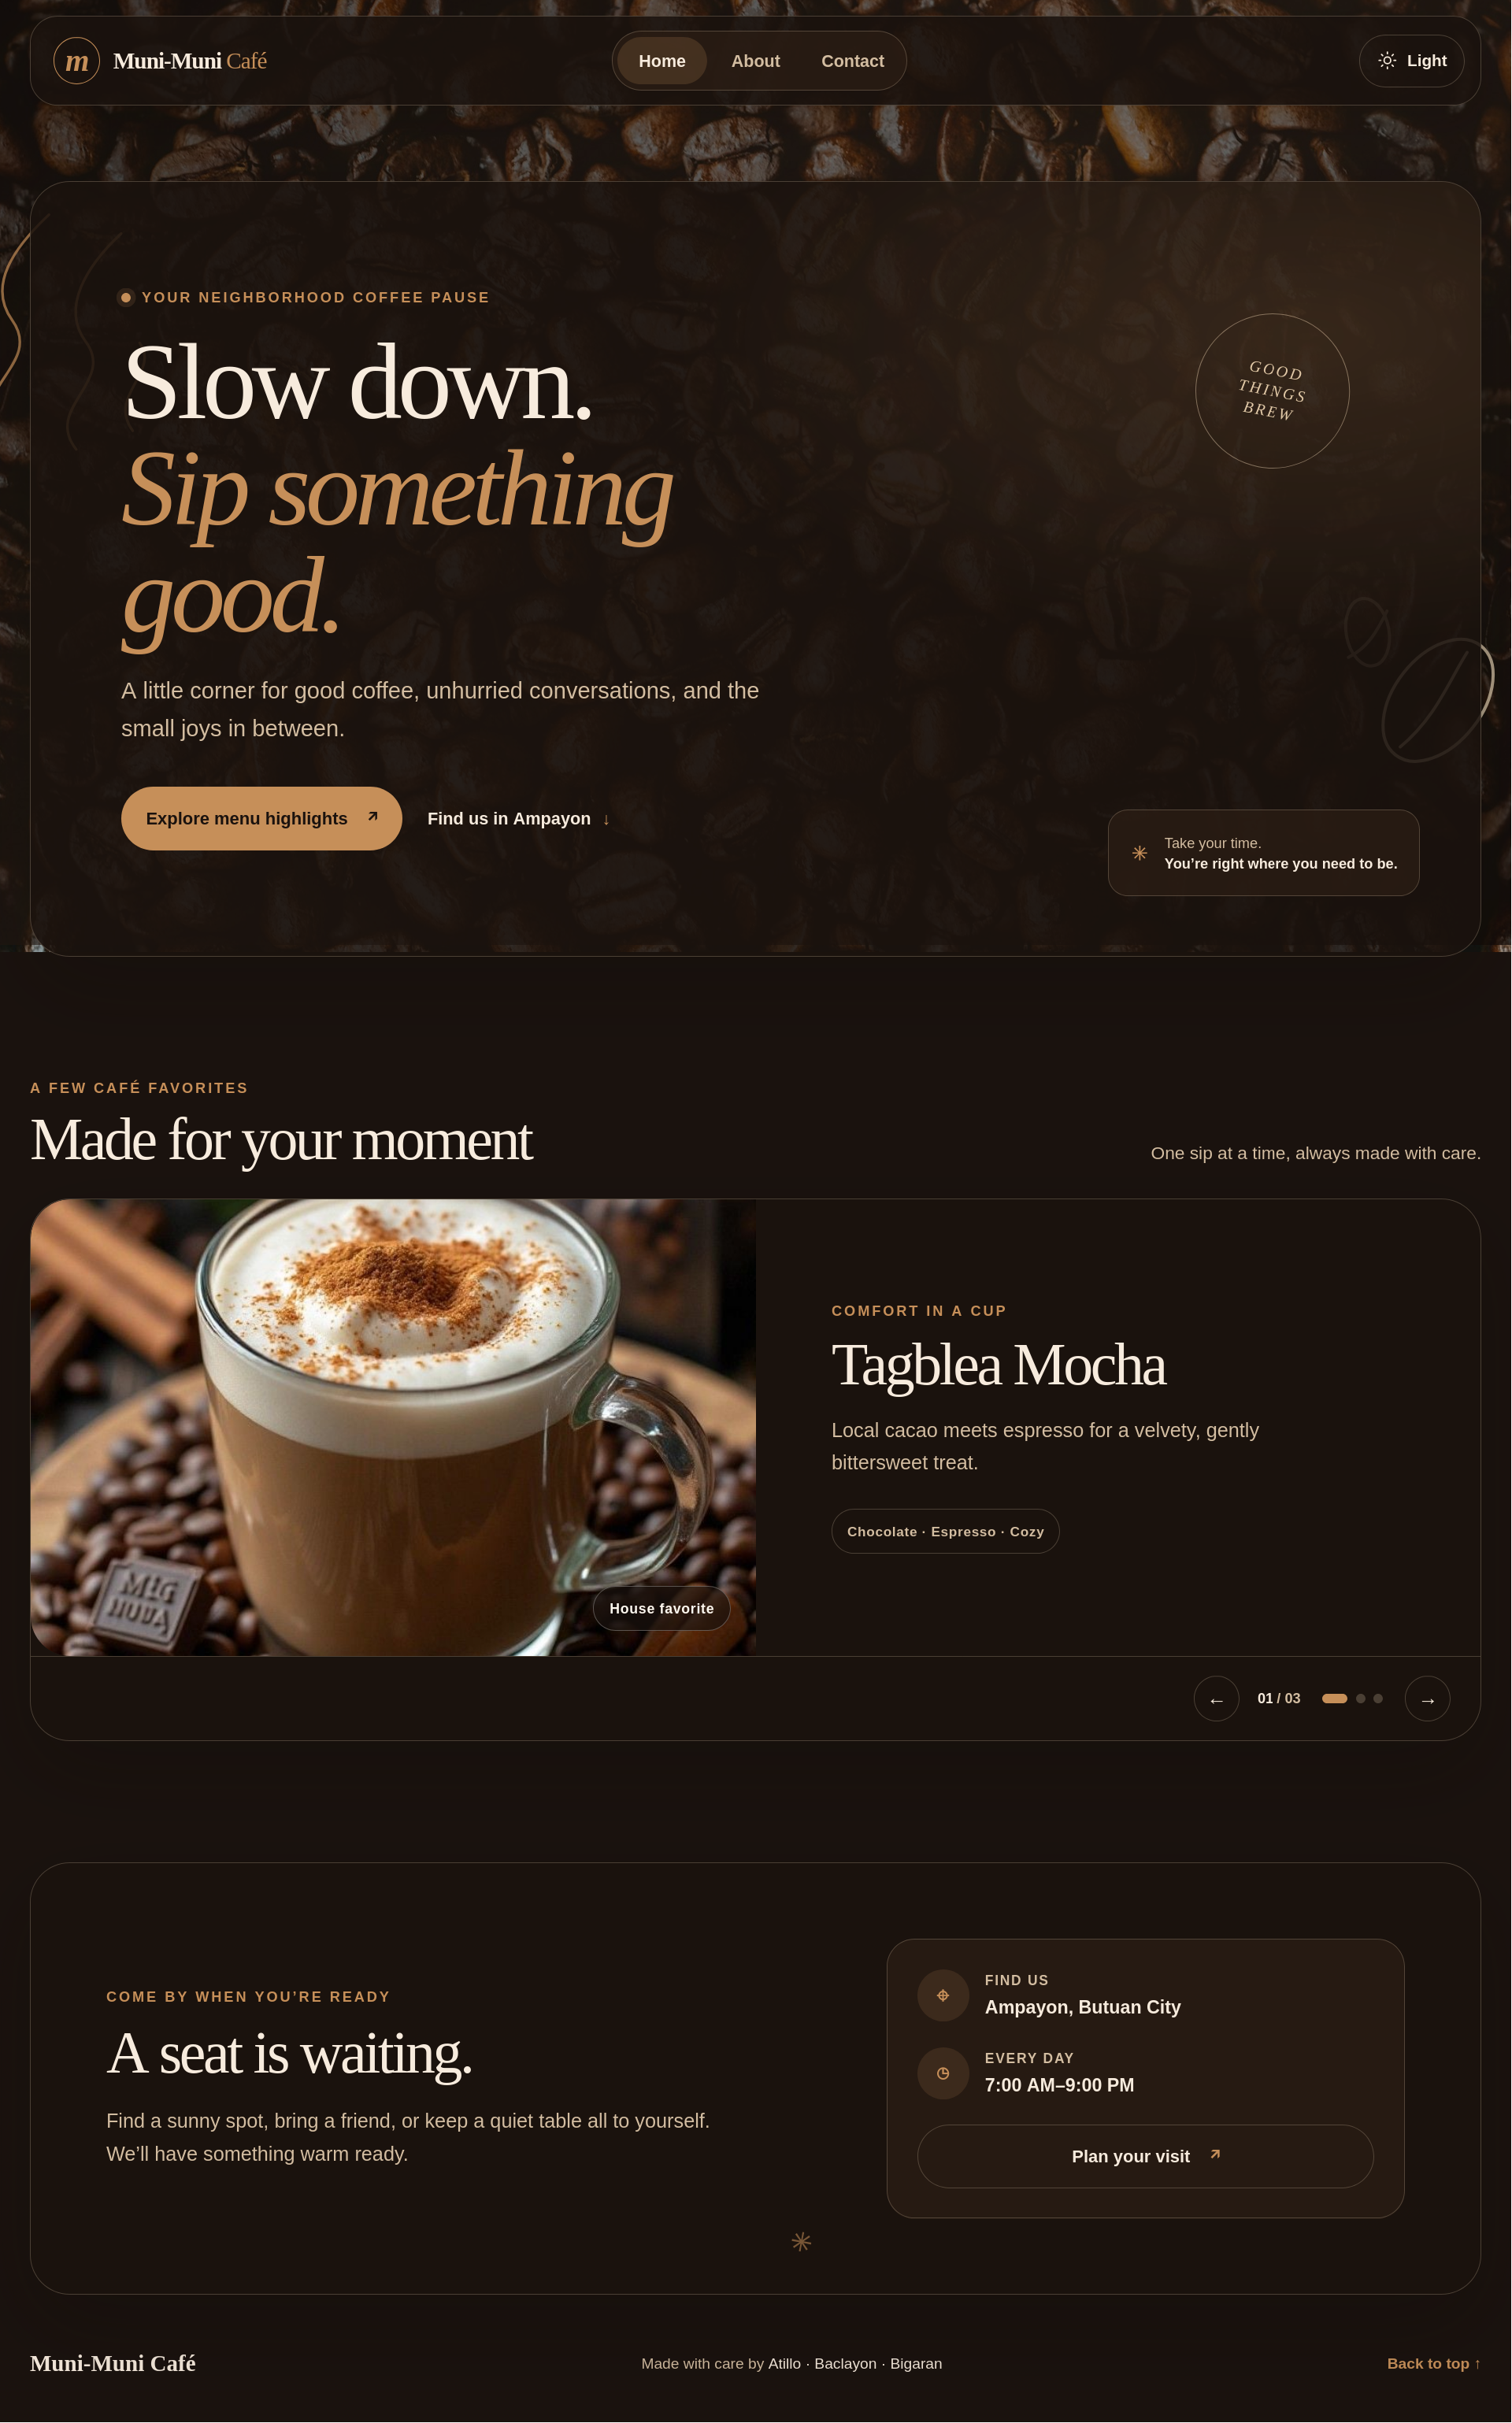 m
Muni-Muni Café
Home
About
Contact
Light
YOUR NEIGHBORHOOD COFFEE PAUSE
Slow down.
Sip something
good.
GOOD
THINGS
BREW
A little corner for good coffee, unhurried conversations, and the
small joys in between.
Explore menu highlights
Find us in Ampayon ↓
Take your time.
You’re right where you need to be.
A FEW CAFÉ FAVORITES
Made for your moment
One sip at a time, always made with care.
COMFORT IN A CUP
Tagblea Mocha
Local cacao meets espresso for a velvety, gently
bittersweet treat.
Chocolate · Espresso · Cozy
House favorite
← 01 / 03 →
COME BY WHEN YOU’RE READY
A seat is waiting.
Find a sunny spot, bring a friend, or keep a quiet table all to yourself.
We’ll have something warm ready.
FIND US
Ampayon, Butuan City
EVERY DAY
7:00 AM–9:00 PM
Plan your visit
Muni-Muni Café
Made with care by Atillo · Baclayon · Bigaran
Back to top ↑